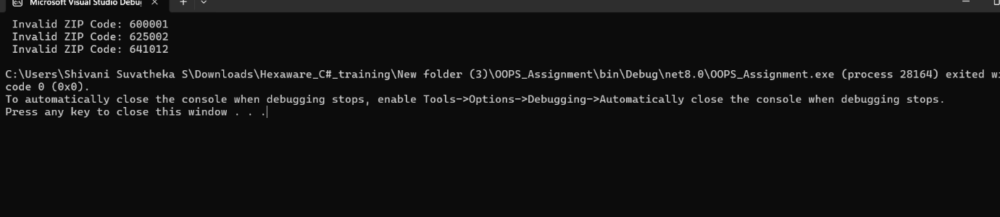 Microsoft Visual Studio Debu
Invalid ZIP Code: 600001
Invalid ZIP Code: 625002
Invalid ZIP Code: 641012
C:\Users\Shivani Suvatheka S\Downloads\Hexaware_C#_training\New folder (3)\OOPS_Assignment\bin\Debug\net8.0\OOPS_Assignment.exe (process 28164) exited wi
code 0 (0x0).
To automatically close the console when debugging stops, enable Tools->Options->Debugging->Automatically close the console when debugging stops.
Press any key to close this window . . .